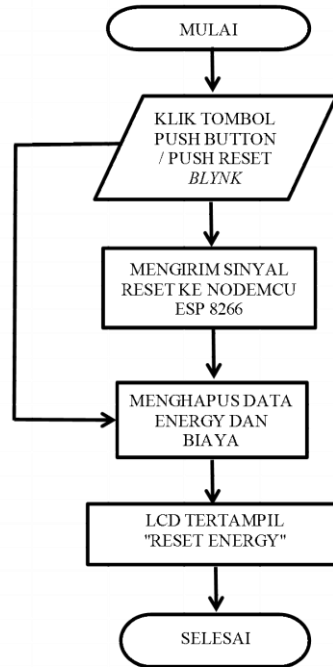 MULAI
KLIK TOMBOL
PUSH BUTTON
/ PUSH RESET
BLYNK
MENGIRIM SINYAL
RESET KE NODEMCU
ESP 8266
MENGHAPUS DATA
ENERGY DAN
BIAYA
LCD TERTAMPIL
"RESET ENERGY"
SELESAI